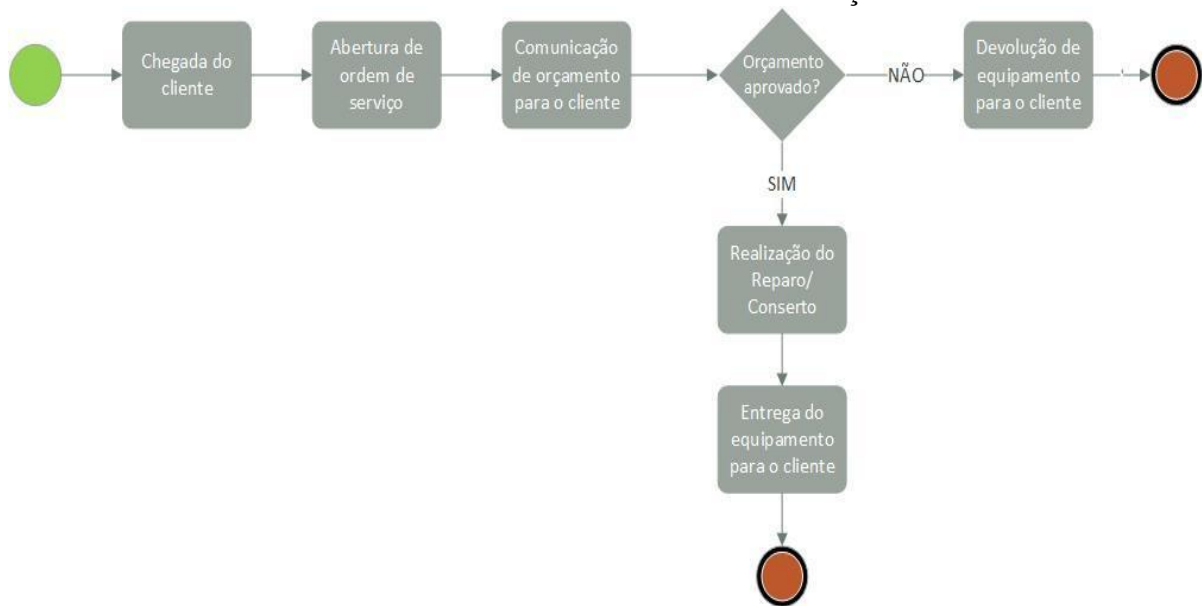 Chegada do
cliente
Abertura de
ordem de
serviço
Comunicação
de orçamento
para o cliente
Orçamento
aprovado?
NÃO
Devolução de
equipamento
para o cliente
SIM
Realização do
Reparo/
Conserto
Entrega do
equipamento
para o cliente